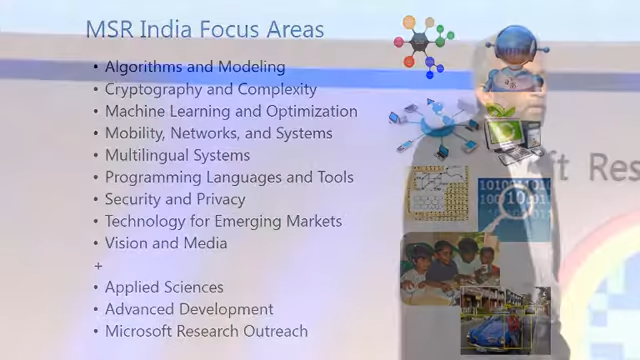 MSR India Focus Areas
• Algorithms and Modeling
• Cryptography and Complexity
• Machine Learning and Optimization
• Mobility, Networks, and Systems
• Multilingual Systems
• Programming Languages and Tools
• Security and Privacy
• Technology for Emerging Markets
• Vision and Media
+
• Applied Sciences
• Advanced Development
• Microsoft Research Outreach
ft Res